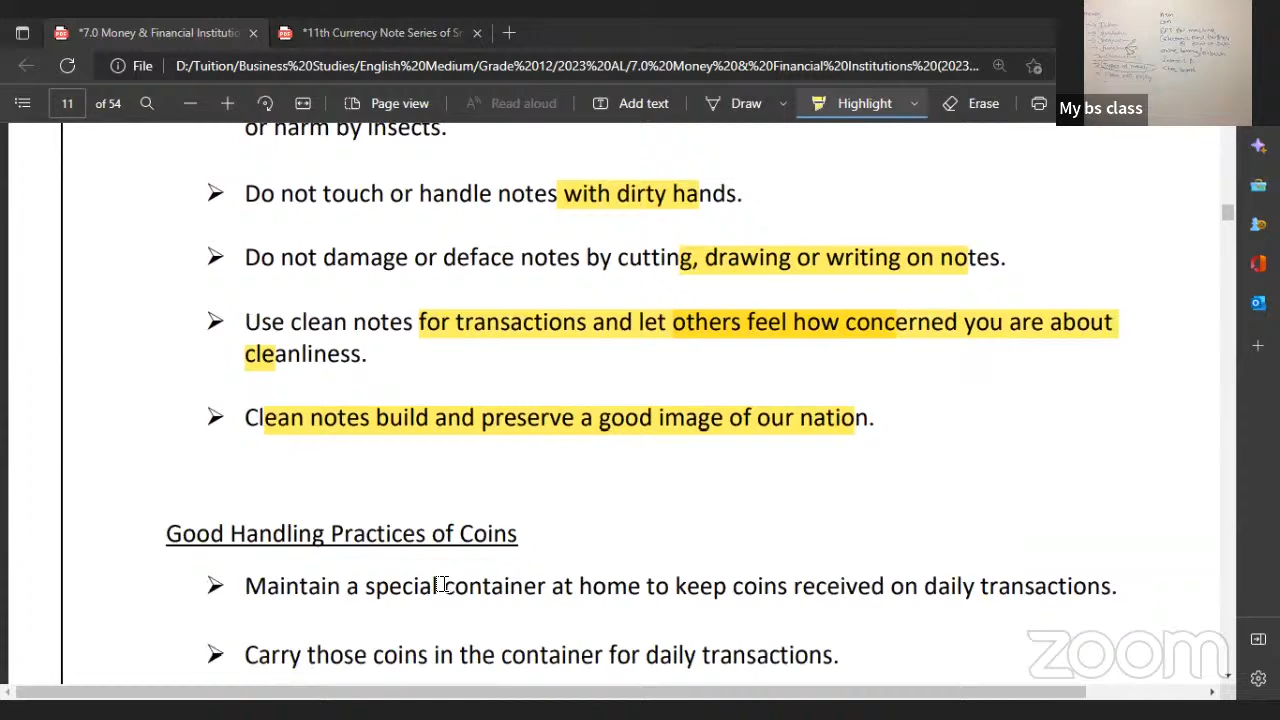 *7.0 Money & Financial Institutio
*11th Currency Note Series of Sr
File
D:/Tuition/Business%20Studies/English%20Medium/Grade%2012/2023%20AL/7.0%20Money%20&%20Financial%20Institutions%20(2023...
11 of 54
Page view
Read aloud
Add text
Draw
Highlight
Erase
My bs class
or harm by insects.
Do not touch or handle notes with dirty hands.
Do not damage or deface notes by cutting, drawing or writing on notes.
Use clean notes for transactions and let others feel how concerned you are about
cleanliness.
Clean notes build and preserve a good image of our nation.
Good Handling Practices of Coins
Maintain a special container at home to keep coins received on daily transactions.
Carry those coins in the container for daily transactions.
zoom